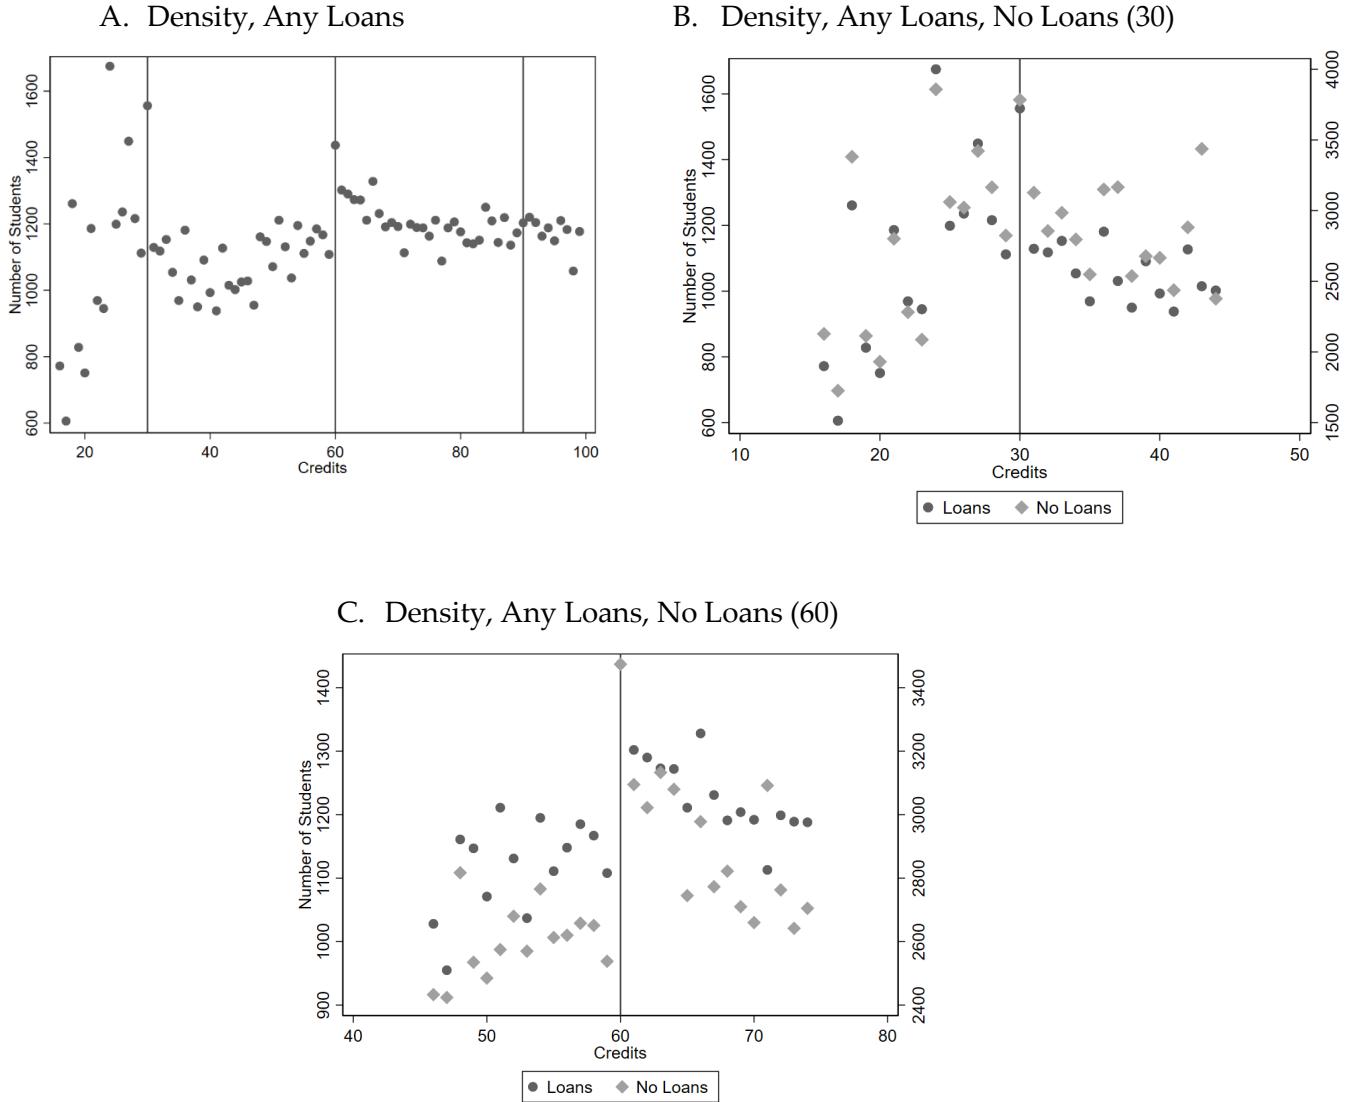 A. Density, Any Loans
1600
1400
1200
1000
800
600
Number of Students
20 40 60 80 100
Credits
B. Density, Any Loans, No Loans (30)
1600
1400
1200
1000
800
600
Number of Students
4000
3500
3000
2500
2000
1500
10 20 30 40 50
Credits
Loans No Loans
C. Density, Any Loans, No Loans (60)
1400
1300
1200
1100
1000
900
Number of Students
3400
3200
3000
2800
2600
2400
40 50 60 70 80
Credits
Loans No Loans